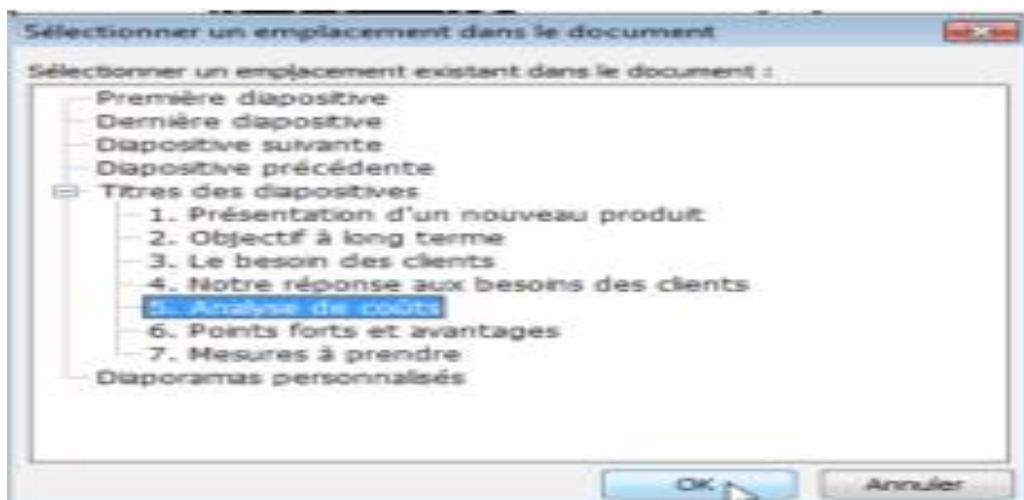 Sélectionner un emplacement dans le document
Sélectionner un emplacement existant dans le document :
Première diapositive
Dernière diapositive
Diapositive suivante
Diapositive précédente
Titres des diapositives
1. Présentation d'un nouveau produit
2. Objectif à long terme
3. Le besoin des clients
4. Notre réponse aux besoins des clients
5. Analyse de coûts
6. Points forts et avantages
7. Mesures à prendre
Diaporamas personnalisés
OK Annuler